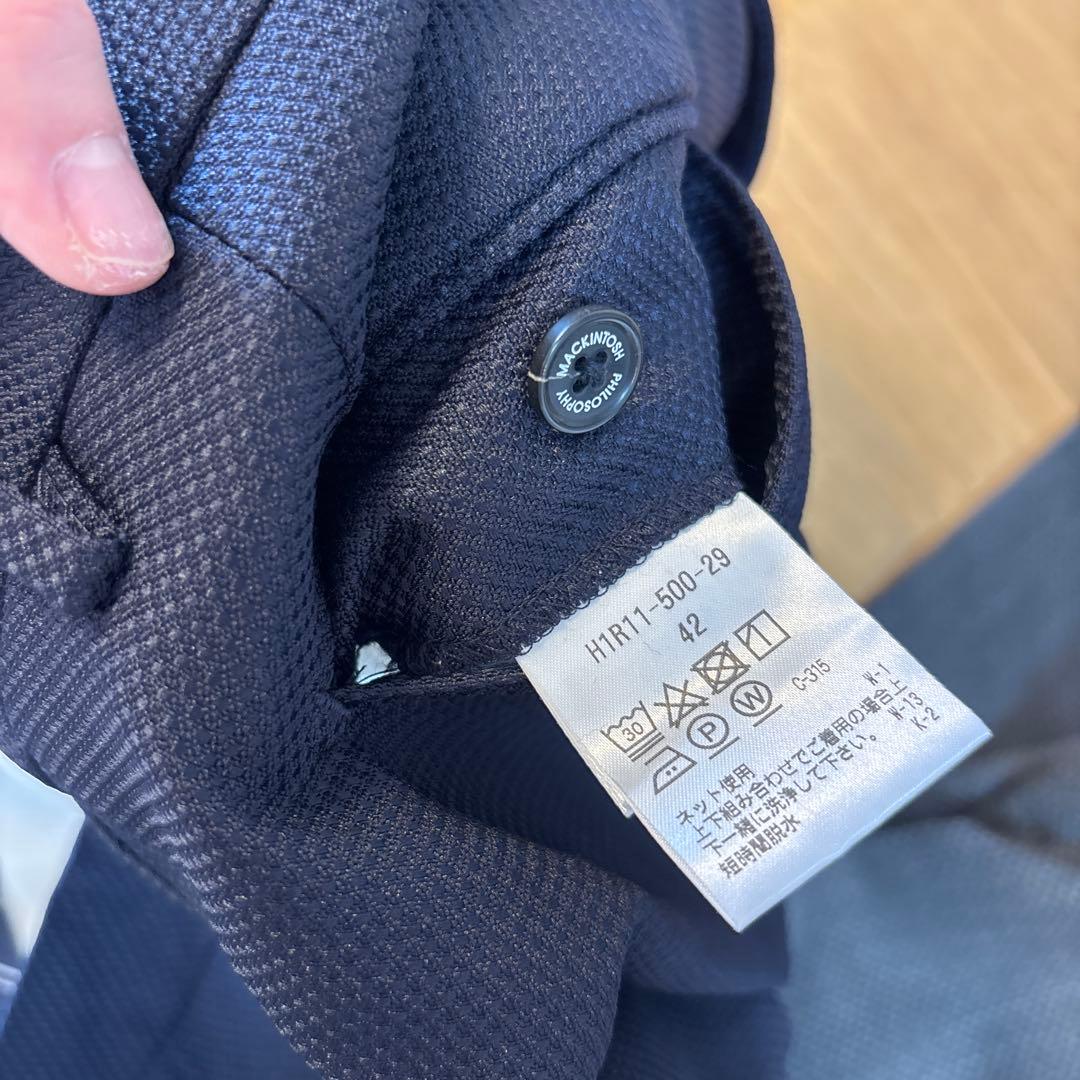 MACKINTOSH
PHILOSOPHY
H1R11-500-29
42
30
P W
C-315
ネット使用
上下組み合わせでご着用の場合上
下一緒に洗浄して下さい。
短時間脱水
W-13
K-2